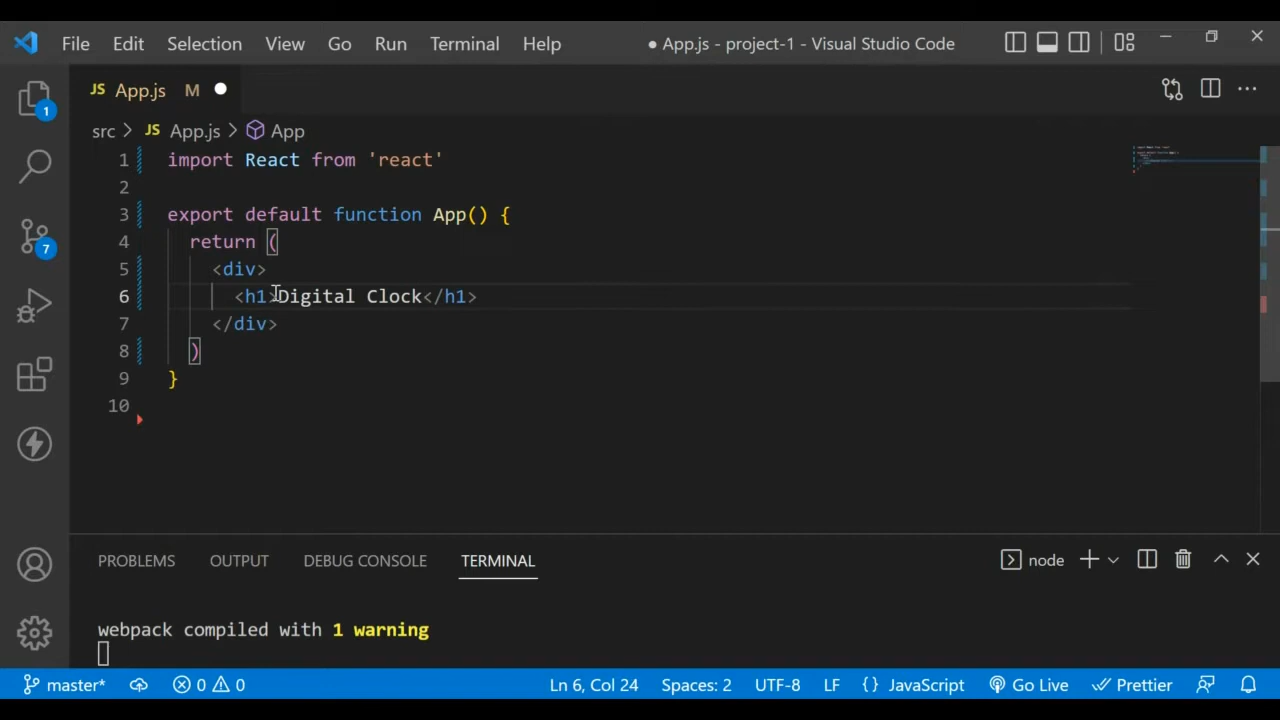 File Edit Selection View Go Run Terminal Help ● App.js - project-1 - Visual Studio Code
JS App.js M
1
src > JS App.js > App
1 import React from 'react'
2
3 export default function App() {
4 return (
5 <div>
6 <h1>Digital Clock</h1>
7 </div>
8 )
9 }
10
7
PROBLEMS OUTPUT DEBUG CONSOLE TERMINAL node
webpack compiled with 1 warning
master* 0 0 Ln 6, Col 24 Spaces: 2 UTF-8 LF {} JavaScript Go Live Prettier